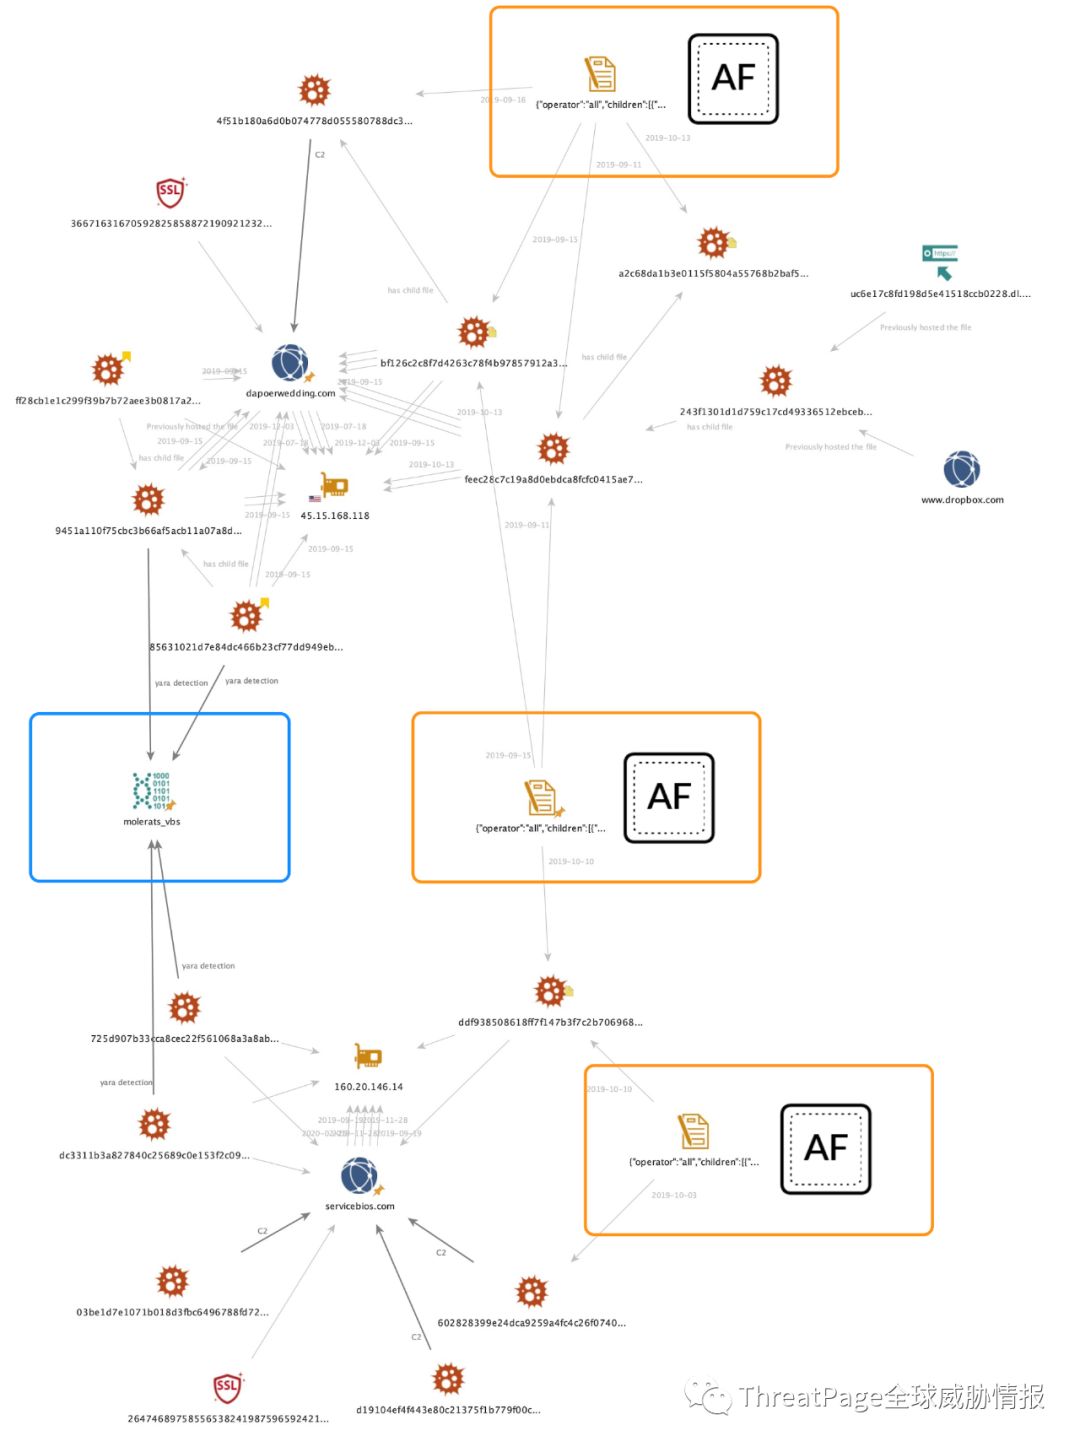 AF
{"operator":"all","children":[{"...
2019-09-16
4f51b180a6d0b074778d055580788dc3...
C2
2019-10-13
2019-09-11
SSL
36671631670592825858872190921232...
2019-09-15
a2c68da1b3e0115f5804a55768b2baf5...
https://
uc6e17c8fd198d5e41518ccb0228.dl....
has child file
Previously hosted the file
bf126c2c8f7d4263c78f4b97857912a3...
has child file
2019-09-15
2019-09-15
dapoerwedding.com
ff28cb1e1c299f39b7b72aee3b0817a2...
243f1301d1d759c17cd49336512ebceb...
2019-10-13
has child file
Previously hosted the file
2019-12-03
2019-07-18
2019-09-15
2019-07-18
2019-12-03
2019-09-15
Previously hosted the file
has child file
2019-09-15
2019-10-13
feec28c7c19a8d0ebdca8fcfc0415ae7...
www.dropbox.com
45.15.168.118
2019-09-15
9451a110f75cbc3b66af5acb11a07a8d...
2019-09-11
2019-09-15
has child file
2019-09-15
85631021d7e84dc466b23cf77dd949eb...
yara detection
yara detection
2019-09-15
1000
0101
1101
0101
101
molerats_vbs
AF
{"operator":"all","children":[{"...
2019-10-10
yara detection
ddf938508618ff7f147b3f7c2b706968...
725d907b33cca8cec22f561068a3a8ab...
yara detection
160.20.146.14
2019-10-10
2019-09-19
2019-11-28
2019-11-28
2019-09-19
dc3311b3a827840c25689c0e153f2c09...
AF
{"operator":"all","children":[{"...
2019-10-03
servicebios.com
C2
C2
03be1d7e1071b018d3fbc6496788fd72...
602828399e24dca9259a4fc4c26f0740...
C2
SSL
26474689758556538241987596592421...
d19104ef4f443e80c21375f1b779f00c...
ThreatPage全球威胁情报